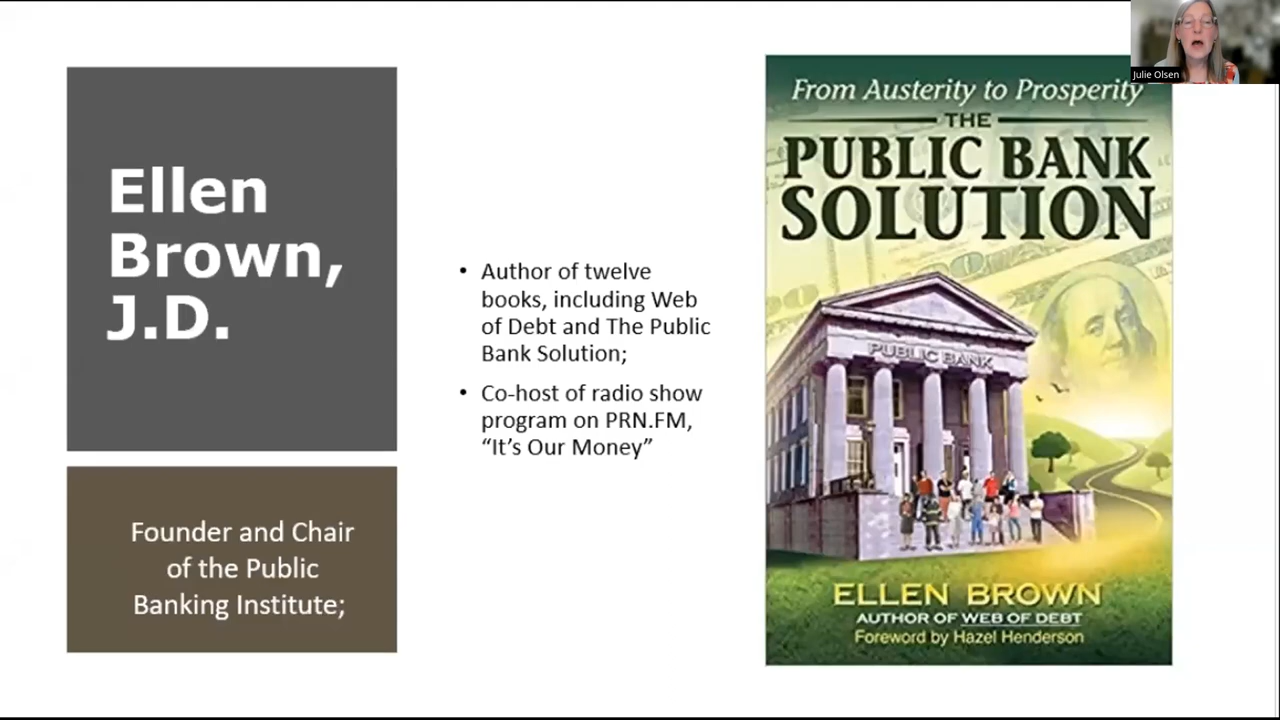 Ellen
Brown,
J.D.
Founder and Chair
of the Public
Banking Institute;
• Author of twelve
books, including Web
of Debt and The Public
Bank Solution;
• Co-host of radio show
program on PRN.FM,
“It’s Our Money”
From Austerity to Prosperity
THE
PUBLIC BANK
SOLUTION
PUBLIC BANK
ELLEN BROWN
AUTHOR OF WEB OF DEBT
Foreword by Hazel Henderson
Julie Olsen